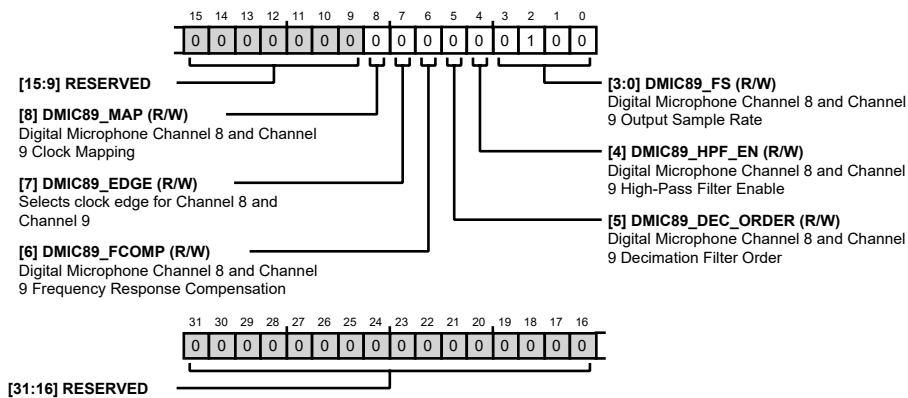 15 14 13 12 11 10 9 8 7 6 5 4 3 2 1 0
0 0 0 0 0 0 0 0 0 0 0 0 0 1 0 0
[15:9] RESERVED
[8] DMIC89_MAP (R/W)
Digital Microphone Channel 8 and Channel
9 Clock Mapping
[7] DMIC89_EDGE (R/W)
Selects clock edge for Channel 8 and
Channel 9
[6] DMIC89_FCOMP (R/W)
Digital Microphone Channel 8 and Channel
9 Frequency Response Compensation
[3:0] DMIC89_FS (R/W)
Digital Microphone Channel 8 and Channel
9 Output Sample Rate
[4] DMIC89_HPF_EN (R/W)
Digital Microphone Channel 8 and Channel
9 High-Pass Filter Enable
[5] DMIC89_DEC_ORDER (R/W)
Digital Microphone Channel 8 and Channel
9 Decimation Filter Order
31 30 29 28 27 26 25 24 23 22 21 20 19 18 17 16
0 0 0 0 0 0 0 0 0 0 0 0 0 0 0 0
[31:16] RESERVED